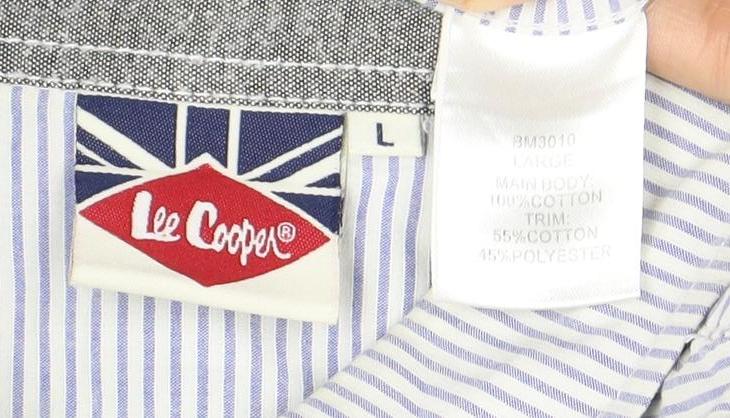 Lee Cooper®
L
BM3010
LARGE
MAIN BODY:
100%COTTON
TRIM:
55%COTTON
45%POLYESTER